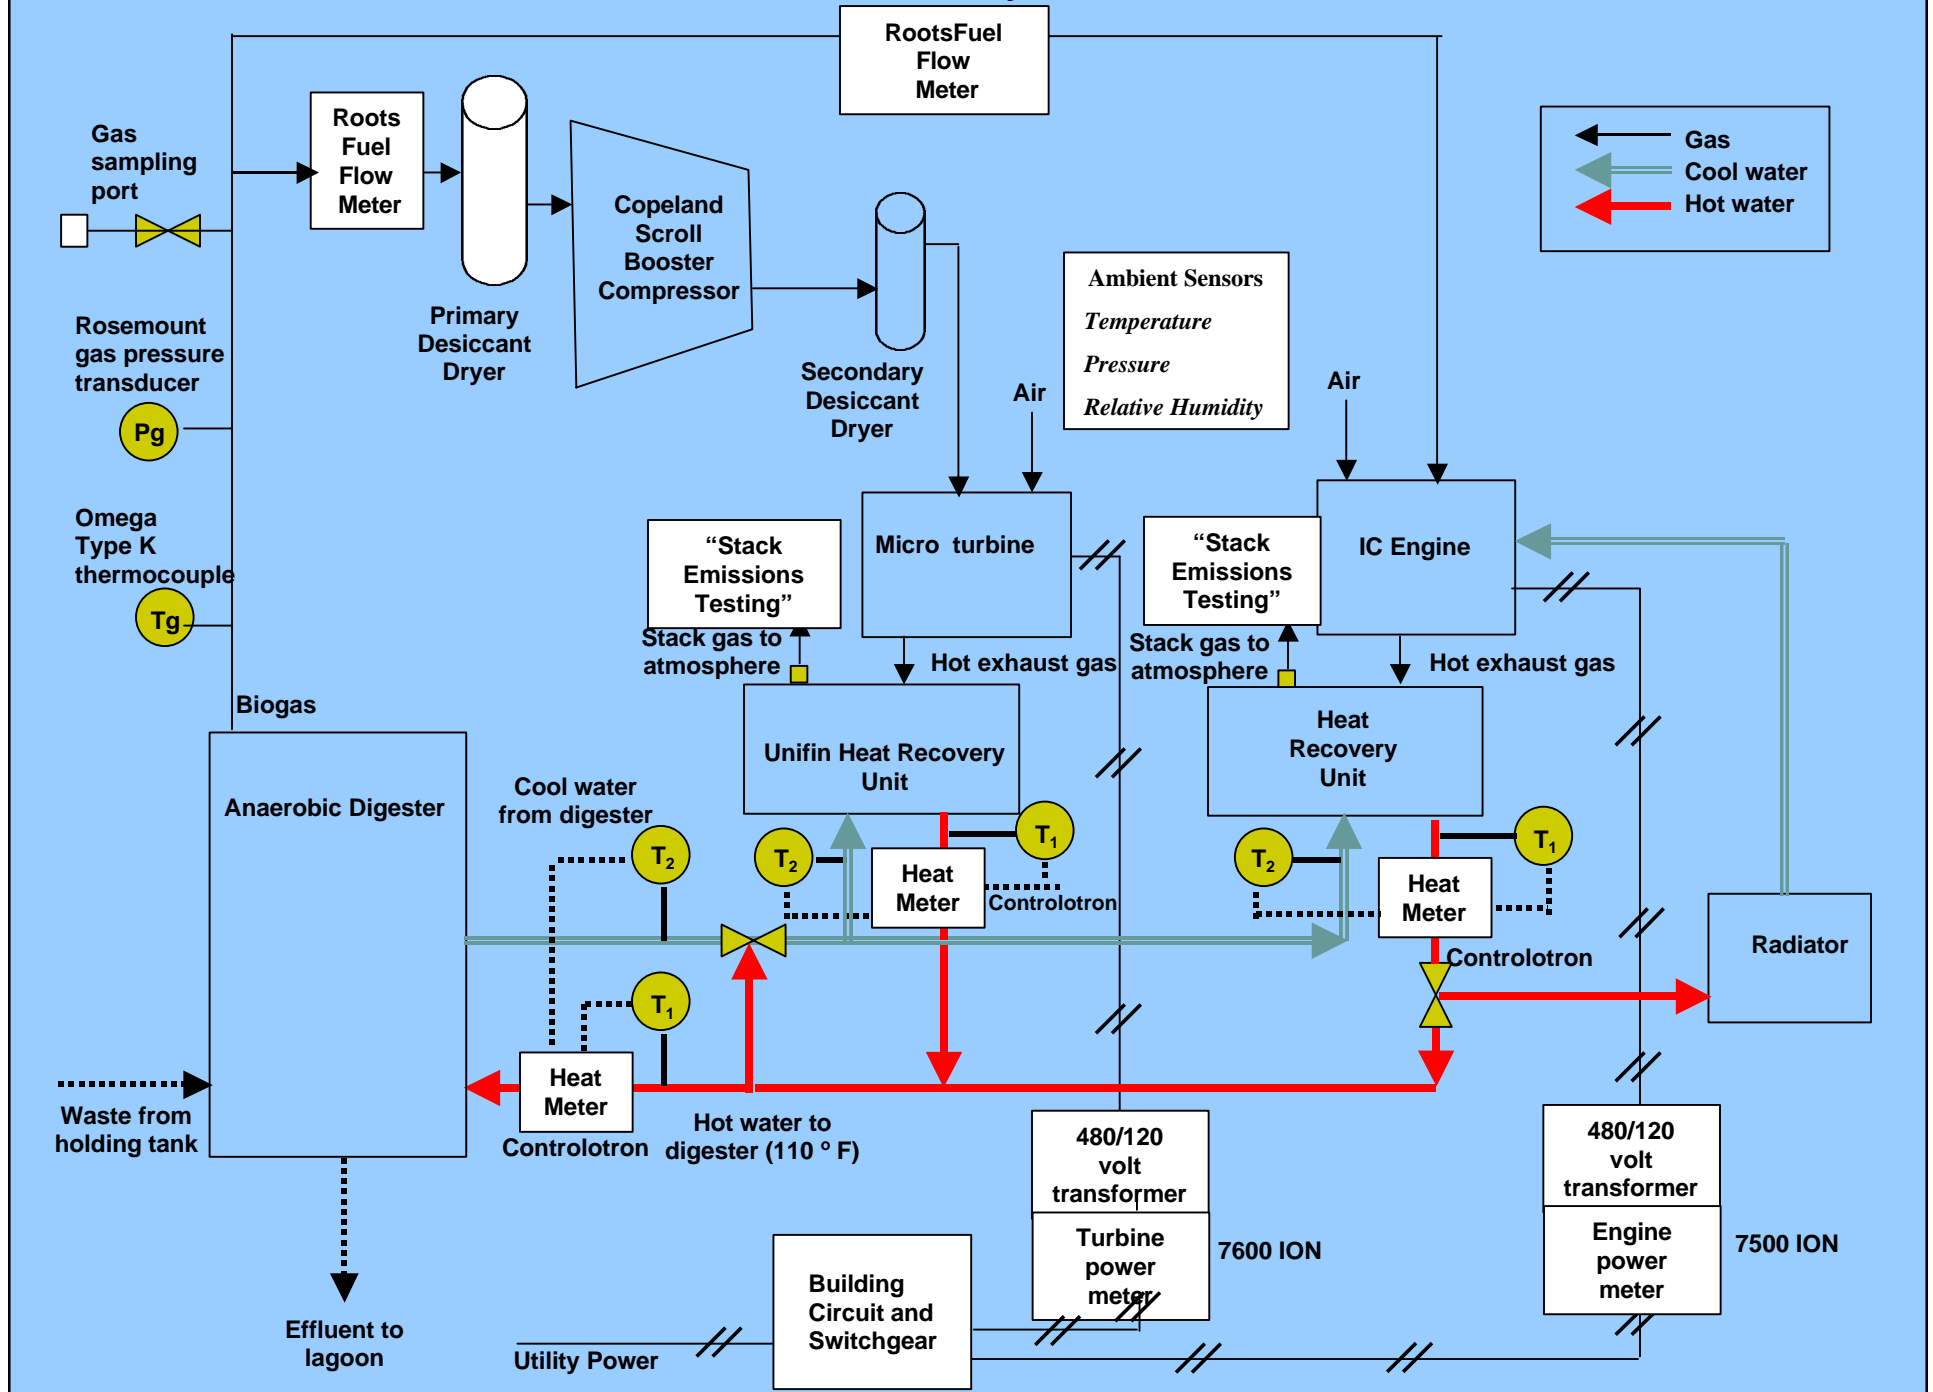 RootsFuel
Flow
Meter
Roots
Fuel
Flow
Meter
Gas
sampling
port
Gas
Cool water
Hot water
Copeland
Scroll
Booster
Compressor
Primary
Desiccant
Dryer
Secondary
Desiccant
Dryer
Ambient Sensors
Temperature
Pressure
Relative Humidity
Rosemount
gas pressure
transducer
Pg
Air
Air
Omega
Type K
thermocouple
Tg
"Stack
Emissions
Testing"
Micro turbine
"Stack
Emissions
Testing"
IC Engine
Stack gas to
atmosphere
Hot exhaust gas
Stack gas to
atmosphere
Hot exhaust gas
Biogas
Anaerobic Digester
Unifin Heat Recovery
Unit
Heat
Recovery
Unit
Cool water
from digester
T2
T2
T1
T2
T1
Heat
Meter
Controlotron
Heat
Meter
Controlotron
Radiator
T1
Heat
Meter
Controlotron
Hot water to
digester (110 º F)
Waste from
holding tank
480/120
volt
transformer
480/120
volt
transformer
Turbine
power
meter
7600 ION
Engine
power
meter
7500 ION
Building
Circuit and
Switchgear
Effluent to
lagoon
Utility Power